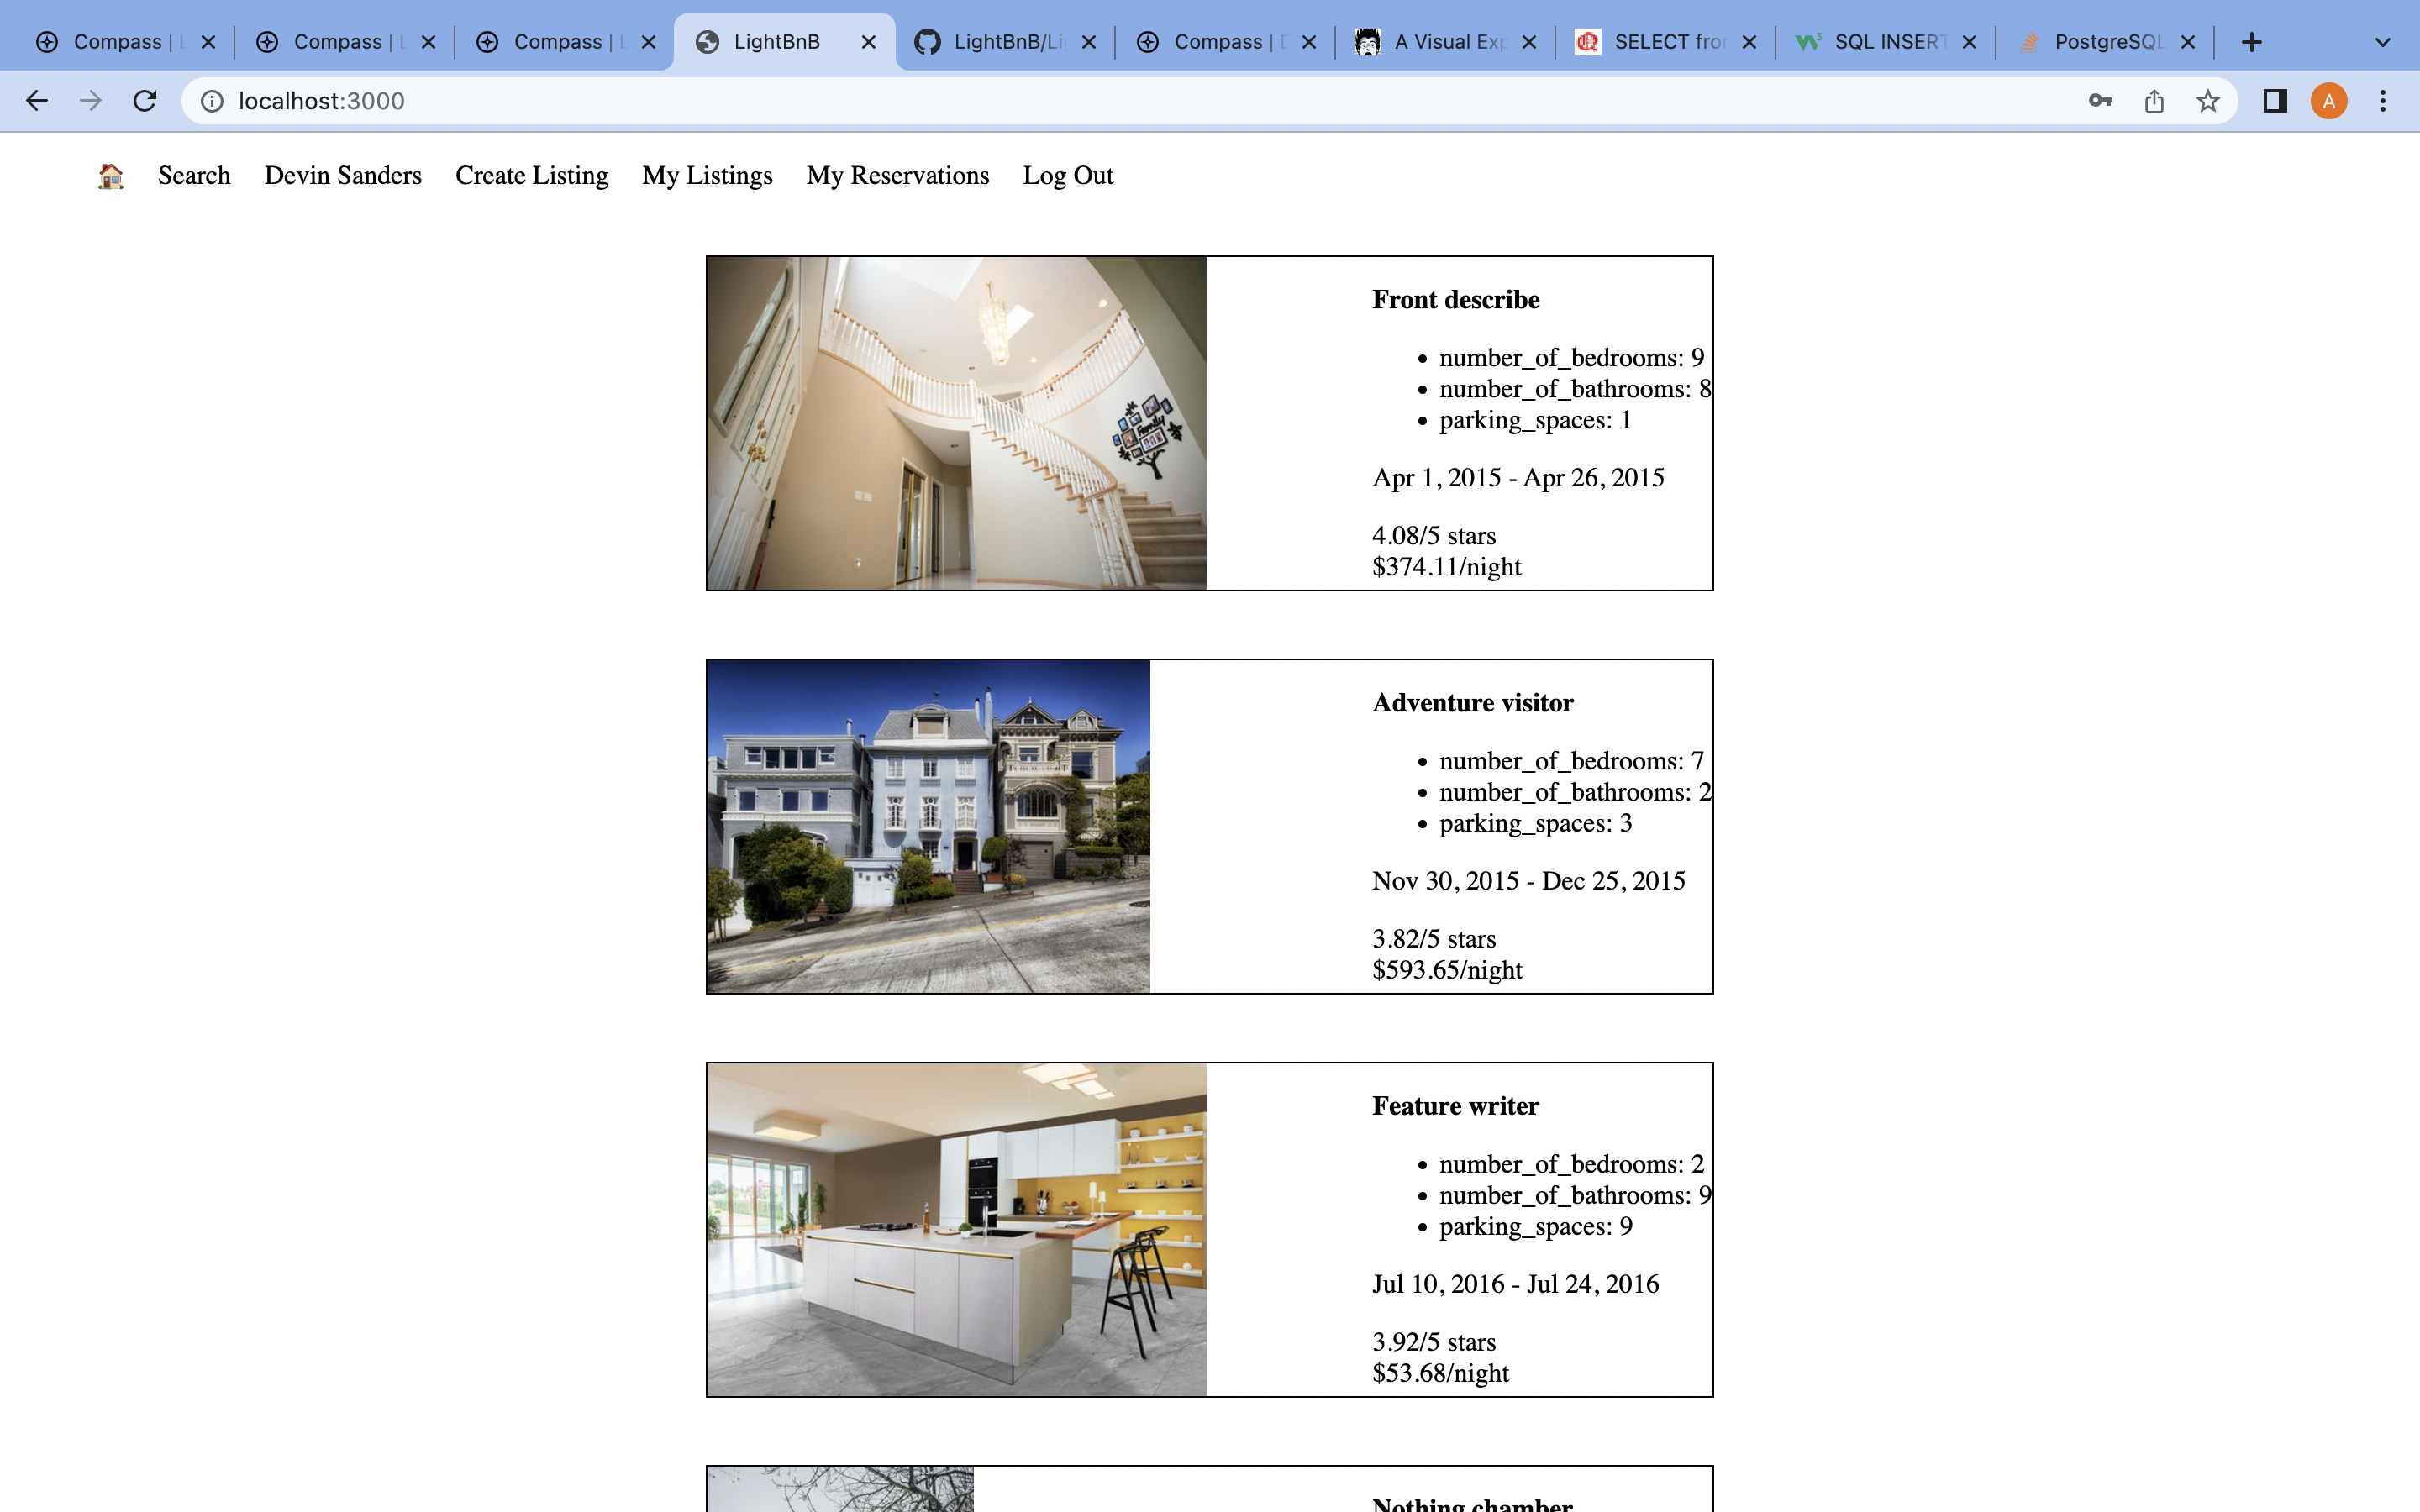 Compass | L
Compass | L
Compass | L
LightBnB
LightBnB/Li
Compass | D
A Visual Exp
SELECT from
SQL INSERT
PostgreSQL
localhost:3000
A
Search Devin Sanders Create Listing My Listings My Reservations Log Out
Family
Front describe
• number_of_bedrooms: 9
• number_of_bathrooms: 8
• parking_spaces: 1
Apr 1, 2015 - Apr 26, 2015
4.08/5 stars
$374.11/night
Adventure visitor
• number_of_bedrooms: 7
• number_of_bathrooms: 2
• parking_spaces: 3
Nov 30, 2015 - Dec 25, 2015
3.82/5 stars
$593.65/night
Feature writer
• number_of_bedrooms: 2
• number_of_bathrooms: 9
• parking_spaces: 9
Jul 10, 2016 - Jul 24, 2016
3.92/5 stars
$53.68/night
Nothing chamber